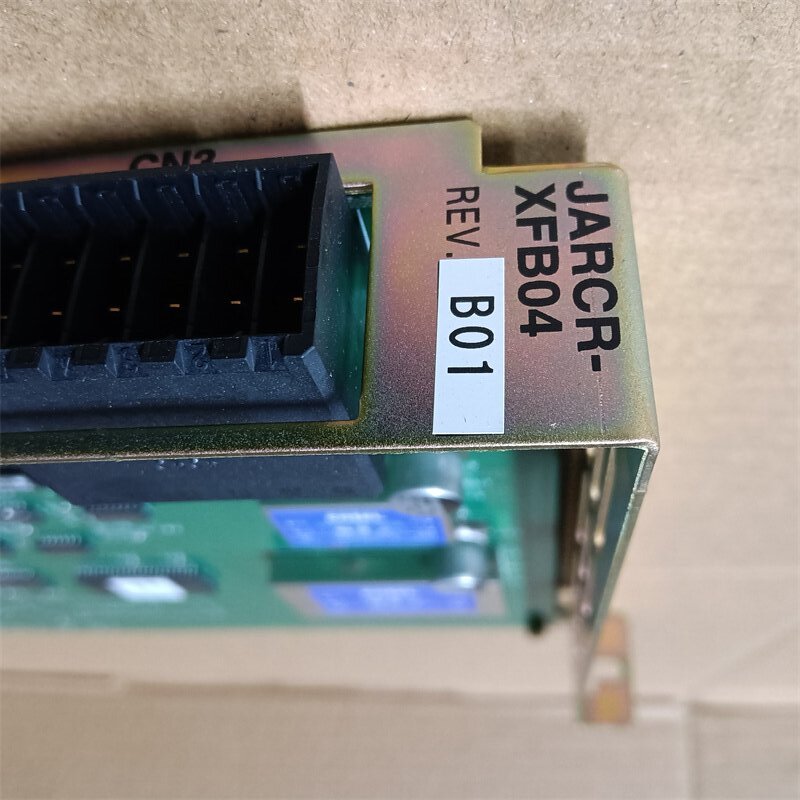 CN3
JARCR-
XFB04
REV. B01